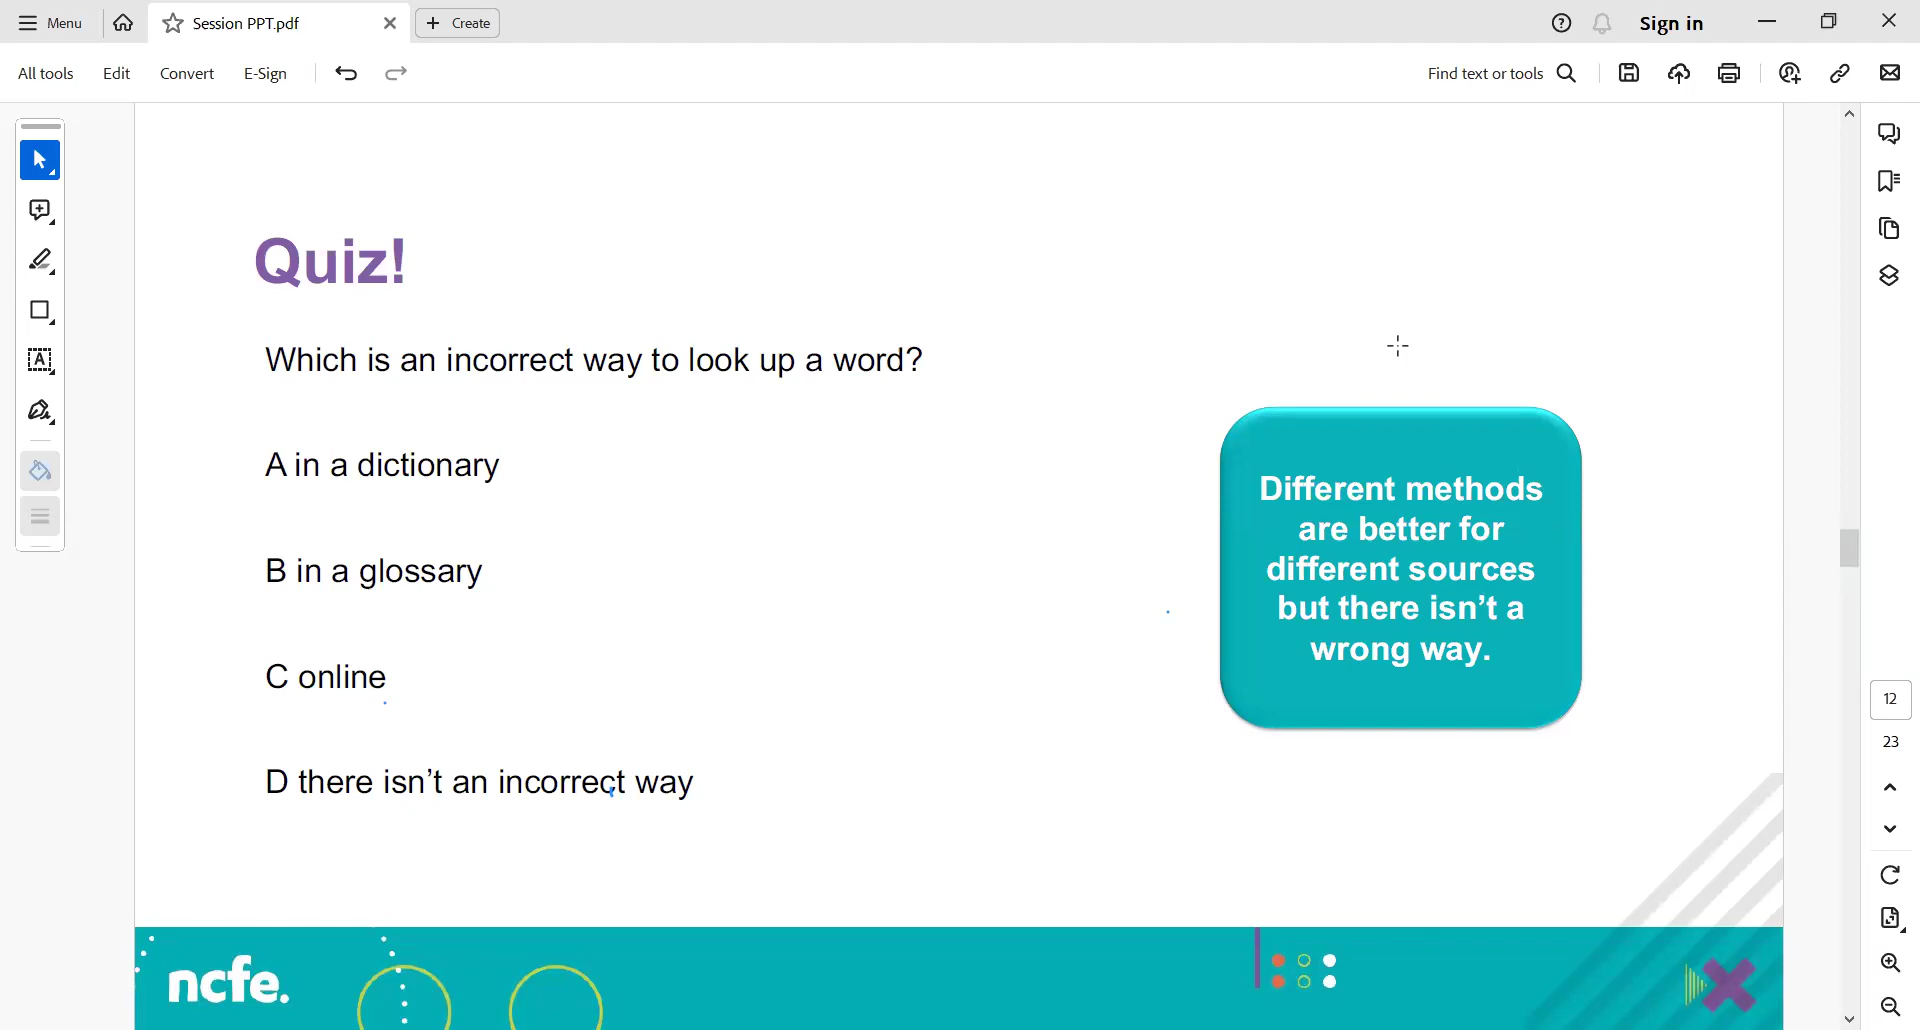 Menu
Session PPT.pdf
Create
Sign in
All tools
Edit
Convert
E-Sign
Find text or tools
Quiz!
Which is an incorrect way to look up a word?
A in a dictionary
B in a glossary
C online
D there isn’t an incorrect way
Different methods
are better for
different sources
but there isn’t a
wrong way.
12
23
ncfe.